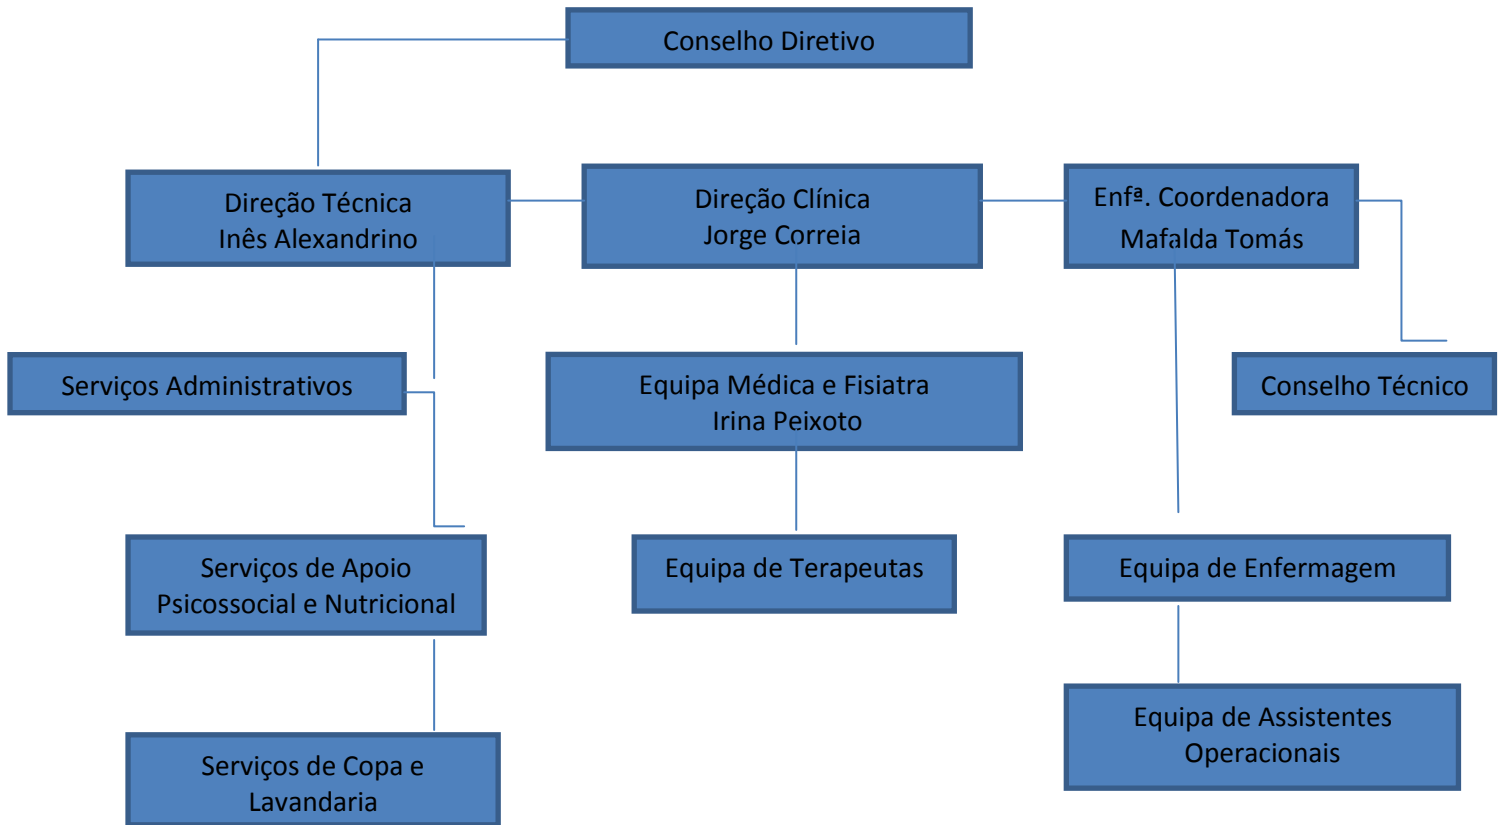 Conselho Diretivo
Direção Técnica
Inês Alexandrino
Direção Clínica
Jorge Correia
Enfª. Coordenadora
Mafalda Tomás
Serviços Administrativos
Equipa Médica e Fisiatra
Irina Peixoto
Conselho Técnico
Serviços de Apoio
Psicossocial e Nutricional
Equipa de Terapeutas
Equipa de Enfermagem
Equipa de Assistentes
Operacionais
Serviços de Copa e
Lavandaria